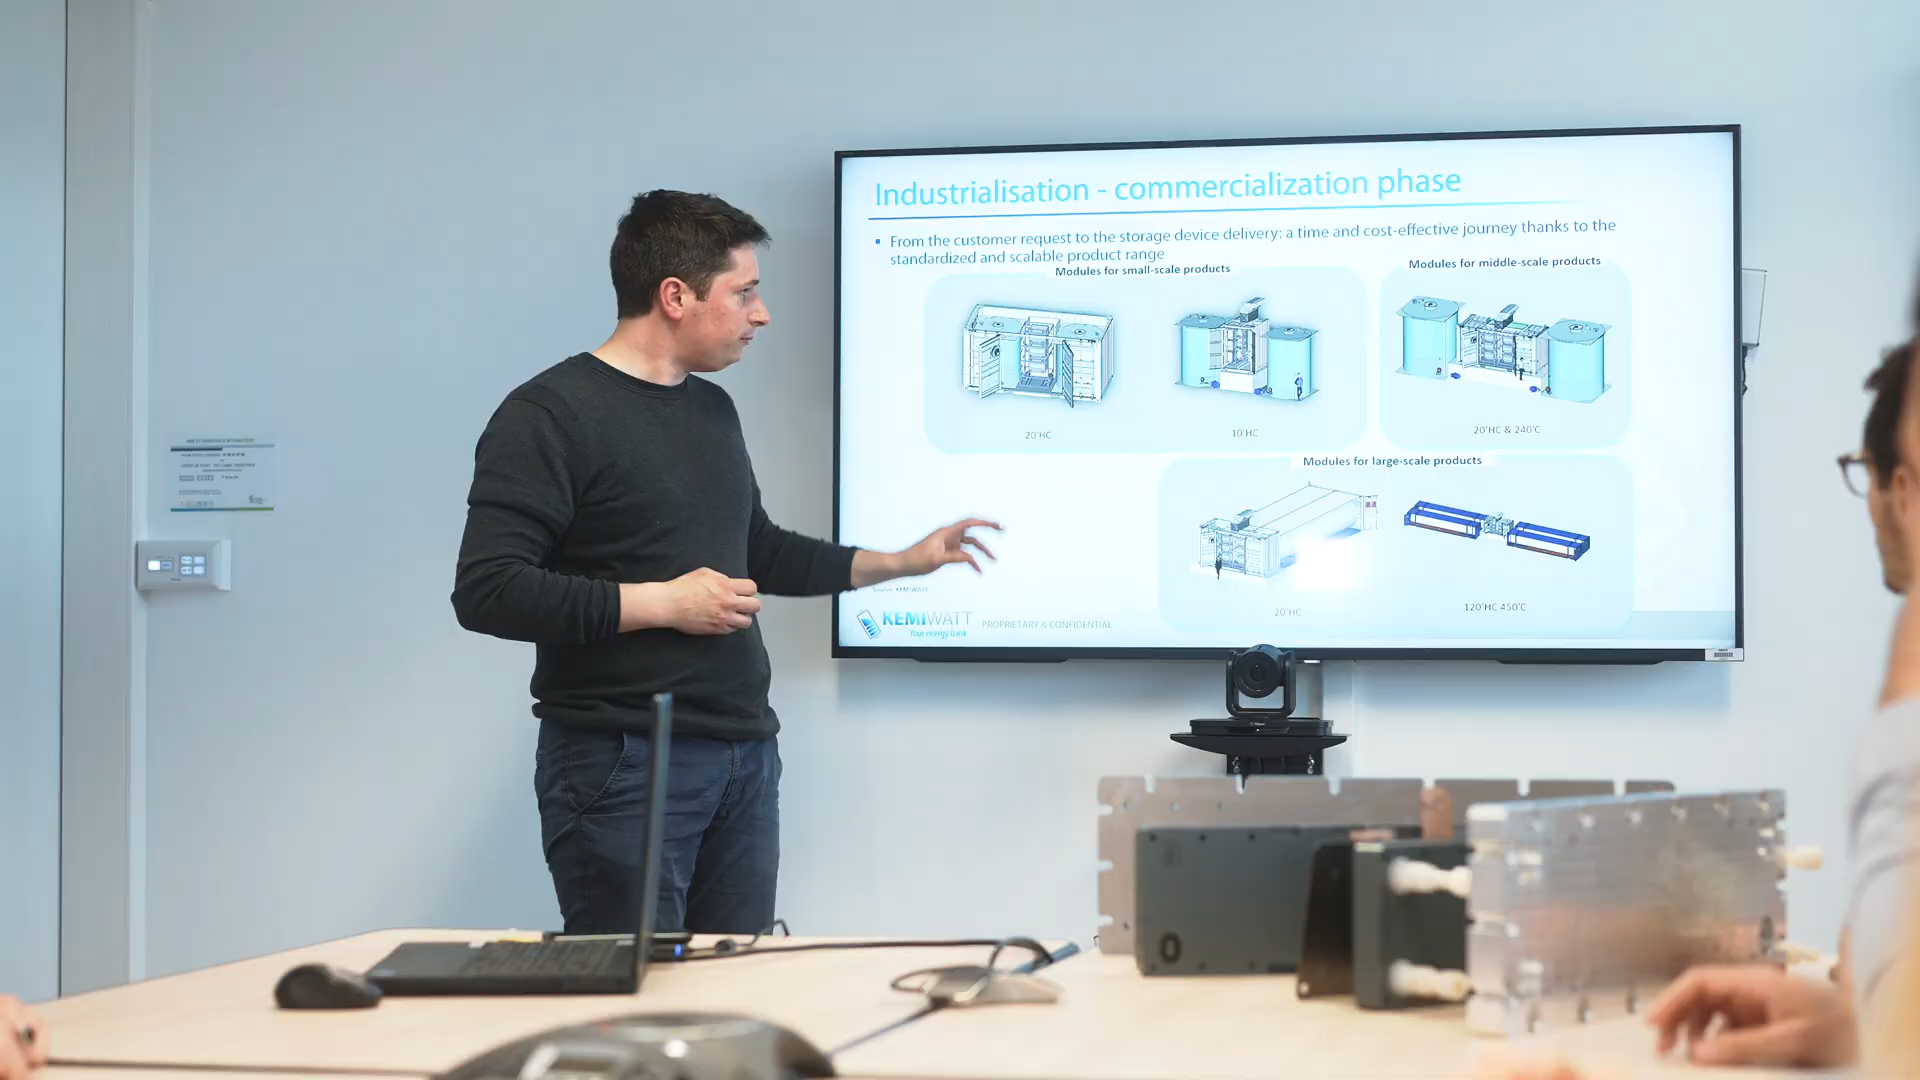 Industrialisation - commercialization phase
From the customer request to the storage device delivery: a time and cost-effective journey thanks to the
standardized and scalable product range
Modules for small-scale products
Modules for middle-scale products
20'HC
10'HC
20'HC & 240'C
Modules for large-scale products
20'HC
120'HC 450'C
Source: KEMIWATT
KEMIWATT
Your energy bank
PROPRIETARY & CONFIDENTIAL
0